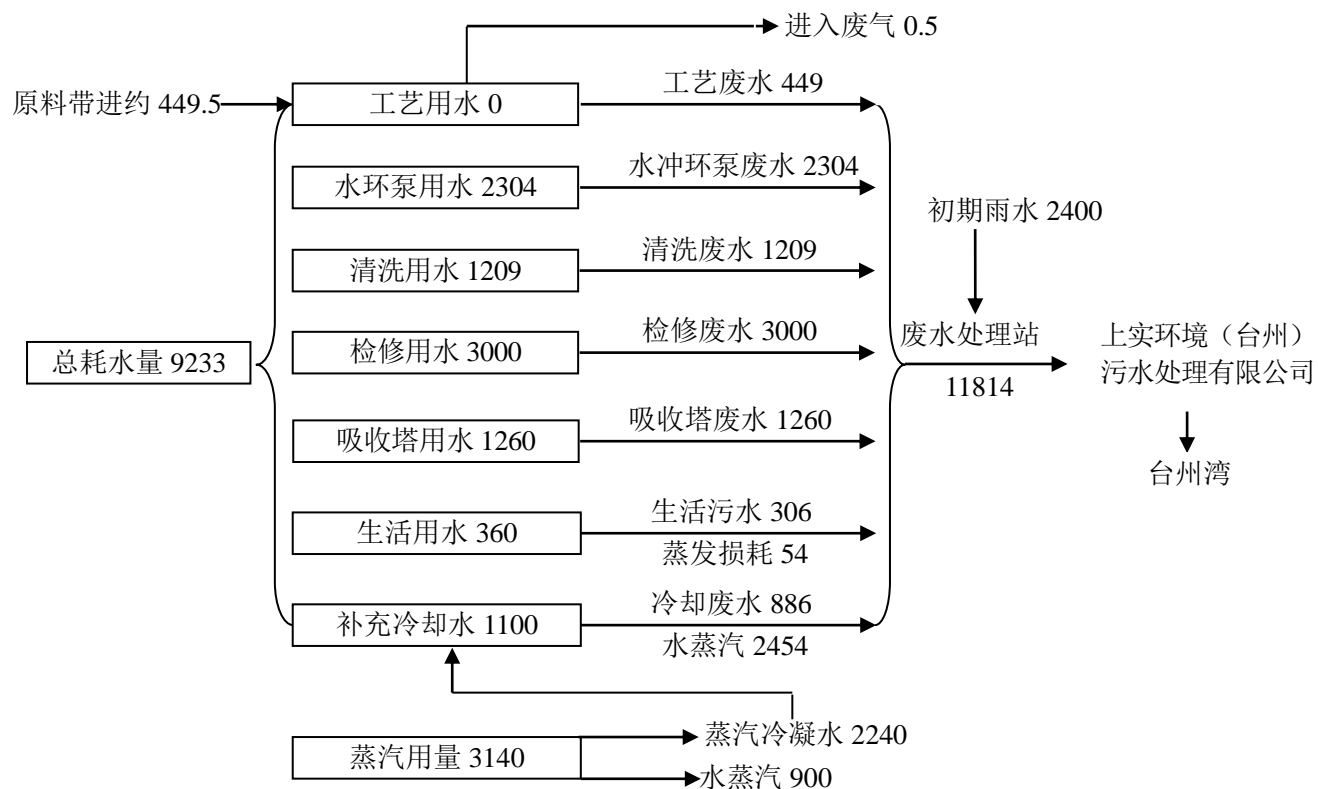 进入废气 0.5
原料带进约 449.5
工艺用水 0
工艺废水 449
水环泵用水 2304
水冲环泵废水 2304
初期雨水 2400
清洗用水 1209
清洗废水 1209
总耗水量 9233
检修用水 3000
检修废水 3000
废水处理站
11814
上实环境（台州）
污水处理有限公司
吸收塔用水 1260
吸收塔废水 1260
台州湾
生活用水 360
生活污水 306
蒸发损耗 54
补充冷却水 1100
冷却废水 886
水蒸汽 2454
蒸汽用量 3140
蒸汽冷凝水 2240
水蒸汽 900